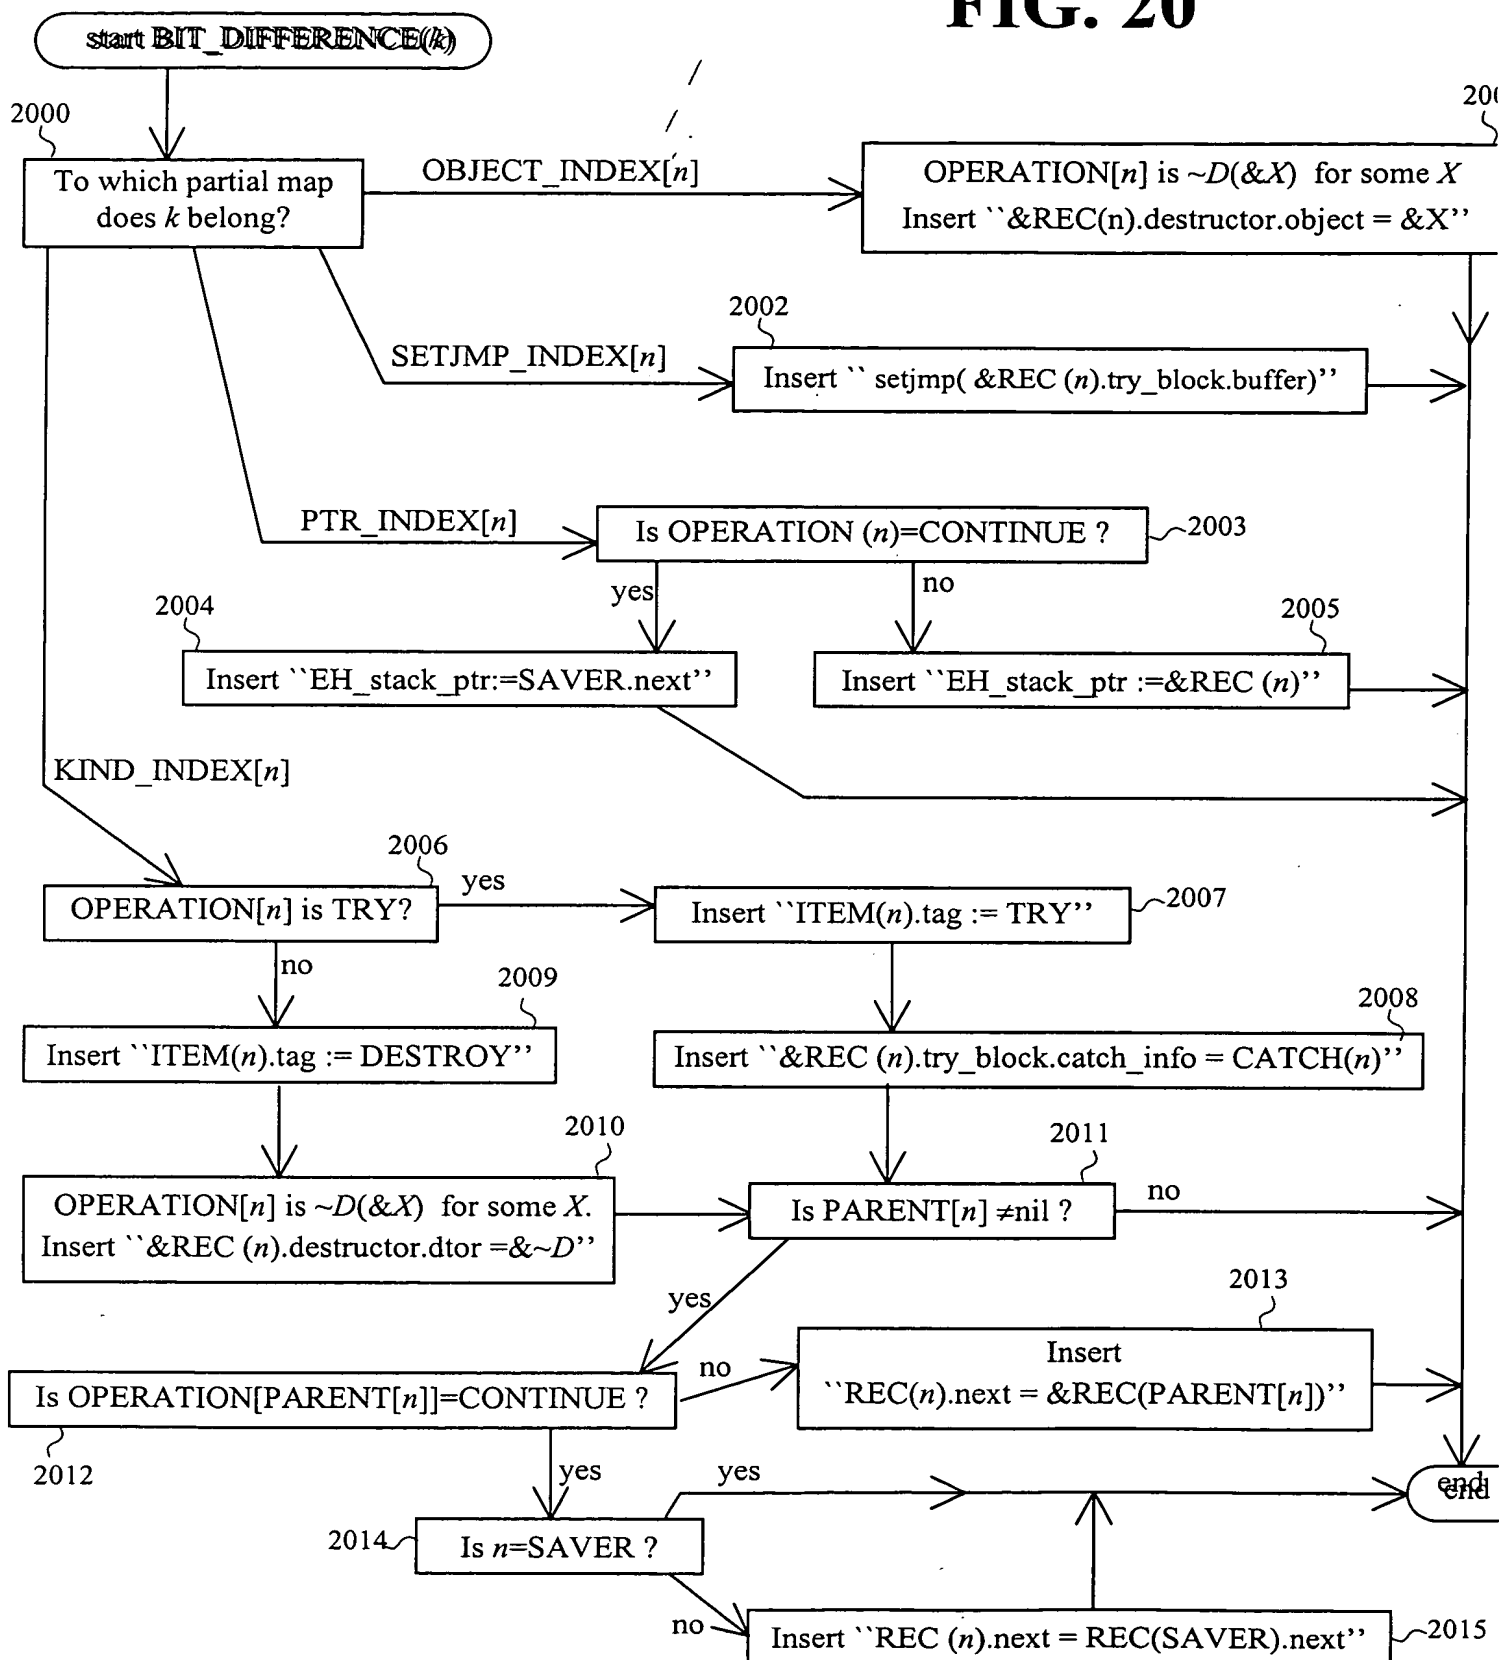 FIG. 20
start BIT_DIFFERENCE(k)
2000
To which partial map
does k belong?
OBJECT_INDEX[n]
OPERATION[n] is ~D(&X) for some X
Insert ``&REC(n).destructor.object = &X''
2002
SETJMP_INDEX[n]
Insert `` setjmp( &REC (n).try_block.buffer)''
PTR_INDEX[n]
Is OPERATION (n)=CONTINUE ?
2003
yes
no
2004
2005
Insert ``EH_stack_ptr:=SAVER.next''
Insert ``EH_stack_ptr :=&REC (n)''
KIND_INDEX[n]
2006
OPERATION[n] is TRY?
yes
Insert ``ITEM(n).tag := TRY''
2007
no
2009
2008
Insert ``ITEM(n).tag := DESTROY''
Insert ``&REC (n).try_block.catch_info = CATCH(n)''
2010
2011
OPERATION[n] is ~D(&X) for some X.
Insert ``&REC (n).destructor.dtor =&~D''
Is PARENT[n] ≠nil ?
no
yes
2013
Insert
``REC(n).next = &REC(PARENT[n])''
no
Is OPERATION[PARENT[n]]=CONTINUE ?
2012
yes
yes
end
2014
Is n=SAVER ?
no
Insert ``REC (n).next = REC(SAVER).next''
2015